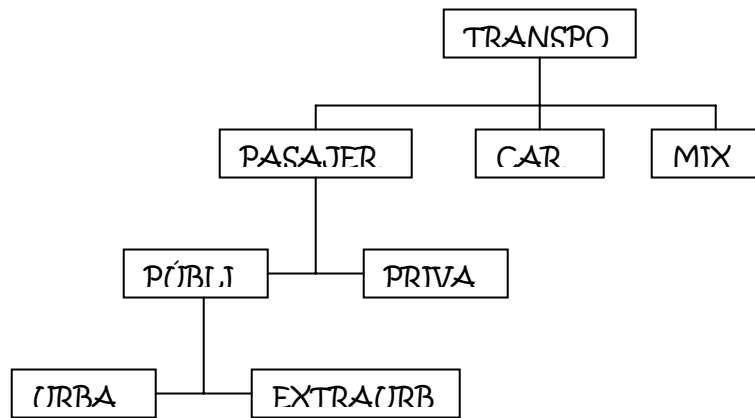 TRANSPO
PASAJER
CAR
MIX
PÚBLI
PRIVA
URBA
EXTRAURB